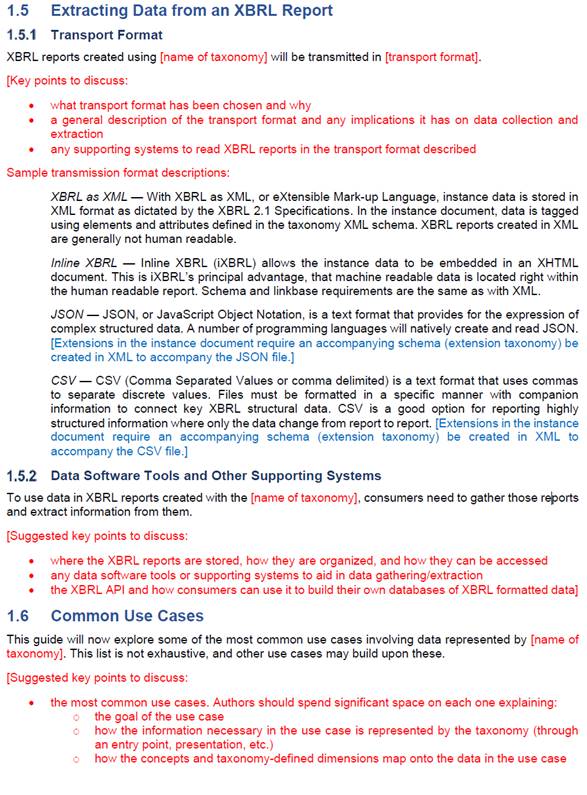 1.5 Extracting Data from an XBRL Report
1.5.1 Transport Format
XBRL reports created using [name of taxonomy] will be transmitted in [transport format].
[Key points to discuss:
• what transport format has been chosen and why
• a general description of the transport format and any implications it has on data collection and
extraction
• any supporting systems to read XBRL reports in the transport format described
Sample transmission format descriptions:
XBRL as XML — With XBRL as XML, or eXtensible Mark-up Language, instance data is stored in
XML format as dictated by the XBRL 2.1 Specifications. In the instance document, data is tagged
using elements and attributes defined in the taxonomy XML schema. XBRL reports created in XML
are generally not human readable.
Inline XBRL — Inline XBRL (iXBRL) allows the instance data to be embedded in an XHTML
document. This is iXBRL's principal advantage, that machine readable data is located right within
the human readable report. Schema and linkbase requirements are the same as with XML.
JSON — JSON, or JavaScript Object Notation, is a text format that provides for the expression of
complex structured data. A number of programming languages will natively create and read JSON.
[Extensions in the instance document require an accompanying schema (extension taxonomy) be
created in XML to accompany the JSON file.]
CSV — CSV (Comma Separated Values or comma delimited) is a text format that uses commas
to separate discrete values. Files must be formatted in a specific manner with companion
information to connect key XBRL structural data. CSV is a good option for reporting highly
structured information where only the data change from report to report. [Extensions in the instance
document require an accompanying schema (extension taxonomy) be created in XML to
accompany the CSV file.]
1.5.2 Data Software Tools and Other Supporting Systems
To use data in XBRL reports created with the [name of taxonomy], consumers need to gather those reports
and extract information from them.
[Suggested key points to discuss:
• where the XBRL reports are stored, how they are organized, and how they can be accessed
• any data software tools or supporting systems to aid in data gathering/extraction
• the XBRL API and how consumers can use it to build their own databases of XBRL formatted data]
1.6 Common Use Cases
This guide will now explore some of the most common use cases involving data represented by [name of
taxonomy]. This list is not exhaustive, and other use cases may build upon these.
[Suggested key points to discuss:
• the most common use cases. Authors should spend significant space on each one explaining:
○ the goal of the use case
○ how the information necessary in the use case is represented by the taxonomy (through
an entry point, presentation, etc.)
○ how the concepts and taxonomy-defined dimensions map onto the data in the use case